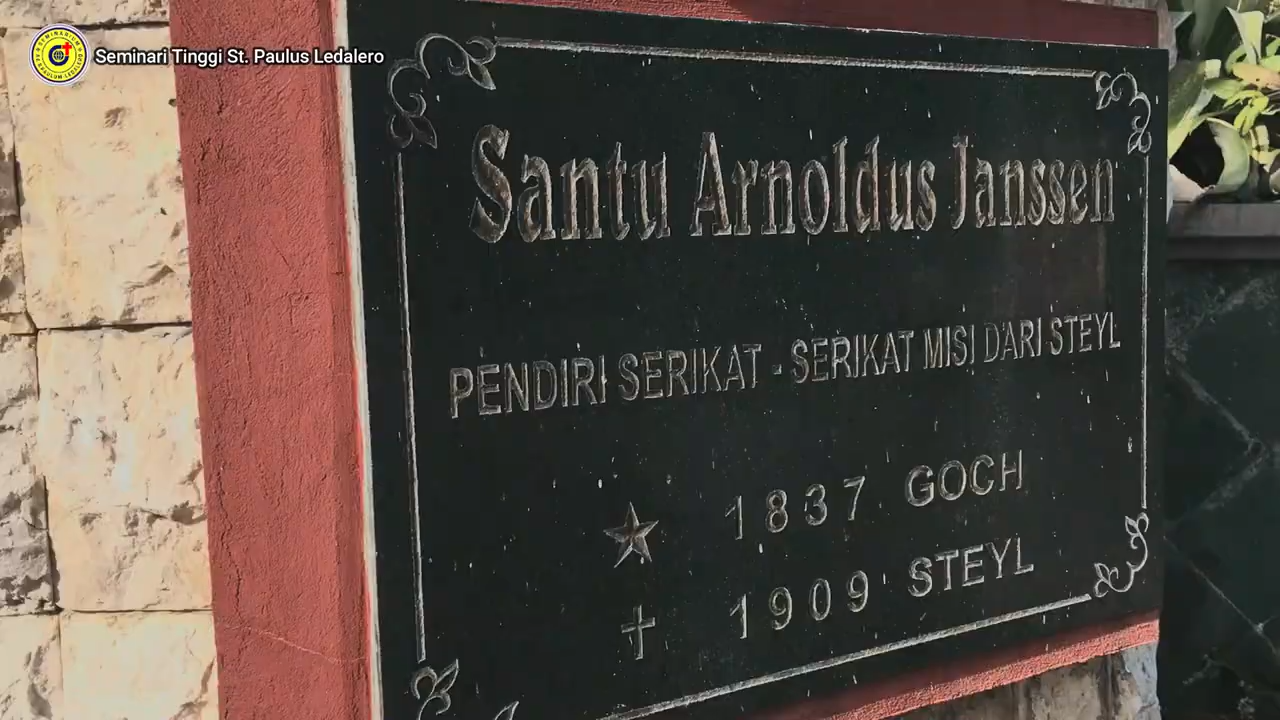 Seminari Tinggi St. Paulus Ledalero
Santu Arnoldus Janssen
PENDIRI SERIKAT - SERIKAT MISI DARI STEYL
1837 GOCH
1909 STEYL